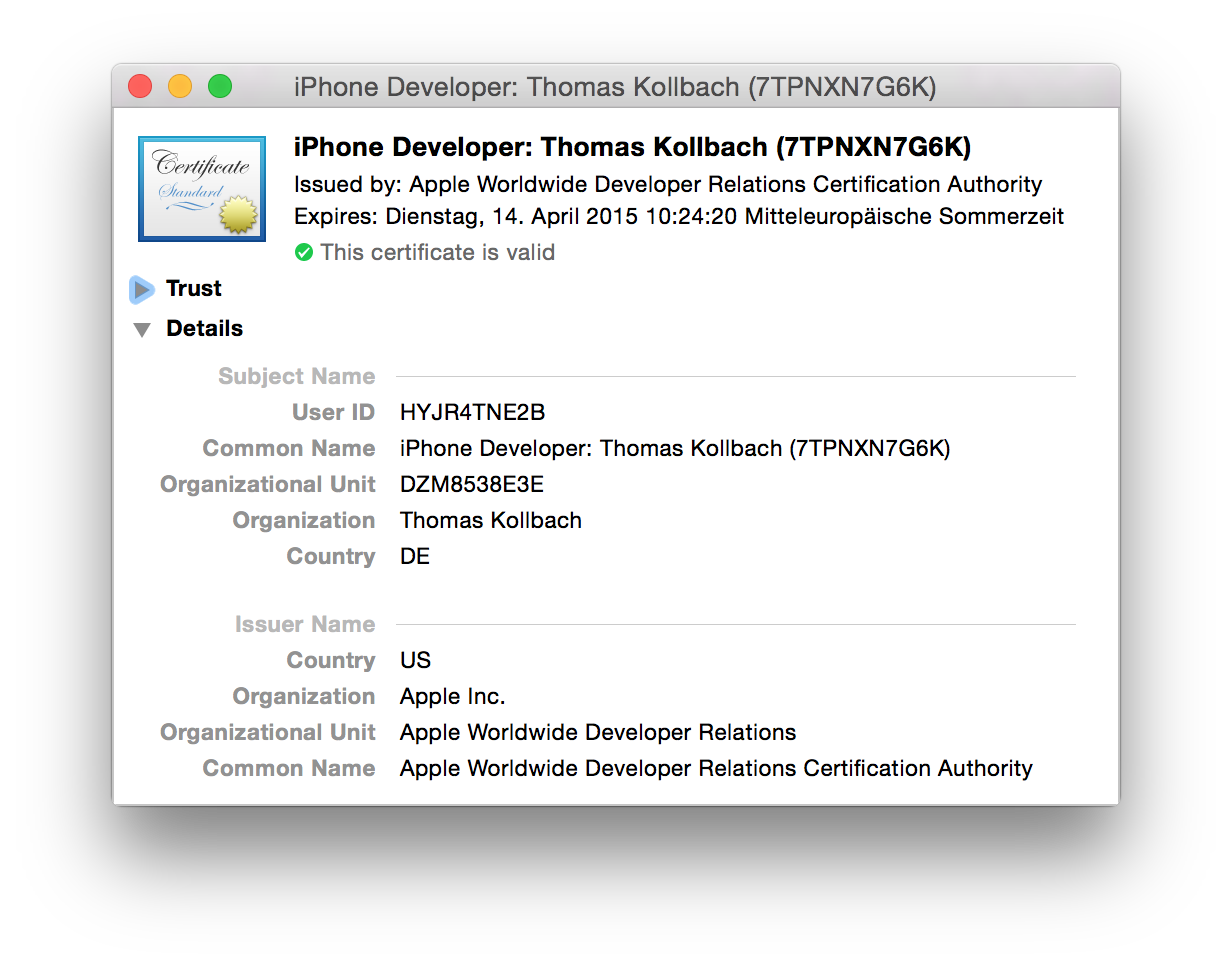 iPhone Developer: Thomas Kollbach (7TPNXN7G6K)
Certificate
Standard
iPhone Developer: Thomas Kollbach (7TPNXN7G6K)
Issued by: Apple Worldwide Developer Relations Certification Authority
Expires: Dienstag, 14. April 2015 10:24:20 Mitteleuropäische Sommerzeit
This certificate is valid
Trust
Details
Subject Name
User ID HYJR4TNE2B
Common Name iPhone Developer: Thomas Kollbach (7TPNXN7G6K)
Organizational Unit DZM8538E3E
Organization Thomas Kollbach
Country DE
Issuer Name
Country US
Organization Apple Inc.
Organizational Unit Apple Worldwide Developer Relations
Common Name Apple Worldwide Developer Relations Certification Authority